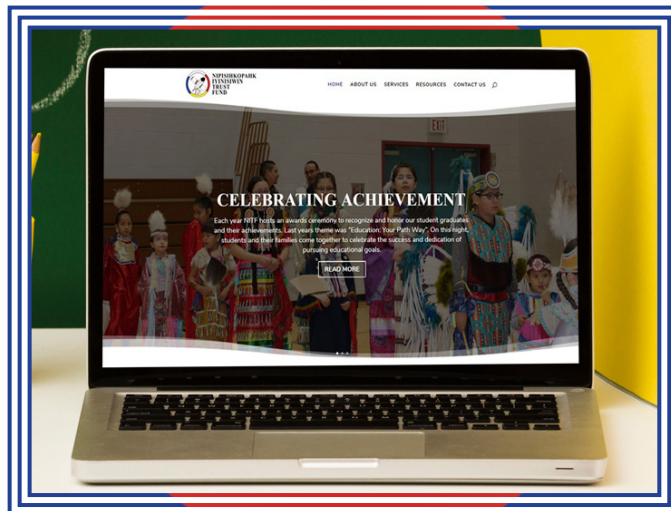 NIPISIHKOPAHK
IYINISIWIN
TRUST
FUND
HOME ABOUT US SERVICES RESOURCES CONTACT US
EXIT
CELEBRATING ACHIEVEMENT
Each year NITF hosts an awards ceremony to recognize and honor our student graduates
and their achievements. Last years theme was "Education; Your Path Way". On this night,
students and their families come together to celebrate the success and dedication of
pursuing educational goals.
READ MORE